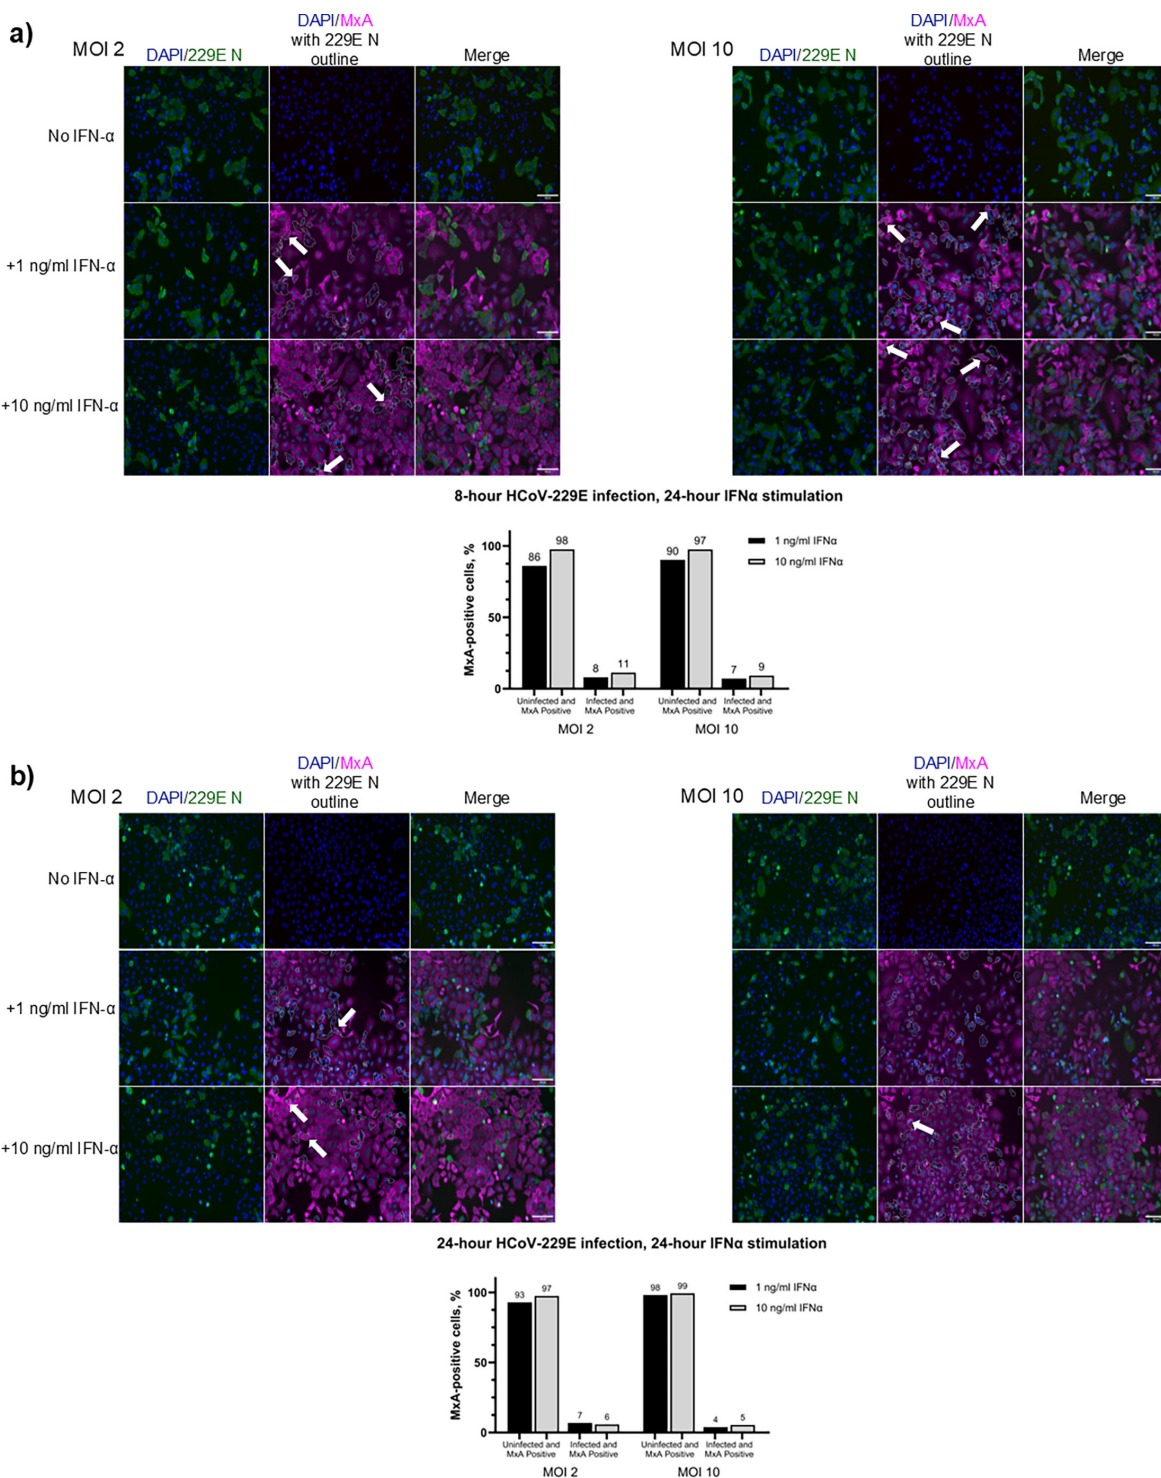 a)
MOI 2
DAPI/229E N
DAPI/MxA
with 229E N
outline
Merge
MOI 10
DAPI/229E N
DAPI/MxA
with 229E N
outline
Merge
No IFN-α
+1 ng/ml IFN-α
+10 ng/ml IFN-α
8-hour HCoV-229E infection, 24-hour IFNα stimulation
MxA-positive cells, %
100
50
0
86
98
8
11
90
97
7
9
1 ng/ml IFNα
10 ng/ml IFNα
Uninfected and
MxA Positive
Infected and
MxA Positive
Uninfected and
MxA Positive
Infected and
MxA Positive
MOI 2
MOI 10
b)
MOI 2
DAPI/229E N
DAPI/MxA
with 229E N
outline
Merge
MOI 10
DAPI/229E N
DAPI/MxA
with 229E N
outline
Merge
No IFN-α
+1 ng/ml IFN-α
+10 ng/ml IFN-α
24-hour HCoV-229E infection, 24-hour IFNα stimulation
MxA-positive cells, %
100
50
0
93
97
7
6
98
99
4
5
1 ng/ml IFNα
10 ng/ml IFNα
Uninfected and
MxA Positive
Infected and
MxA Positive
Uninfected and
MxA Positive
Infected and
MxA Positive
MOI 2
MOI 10